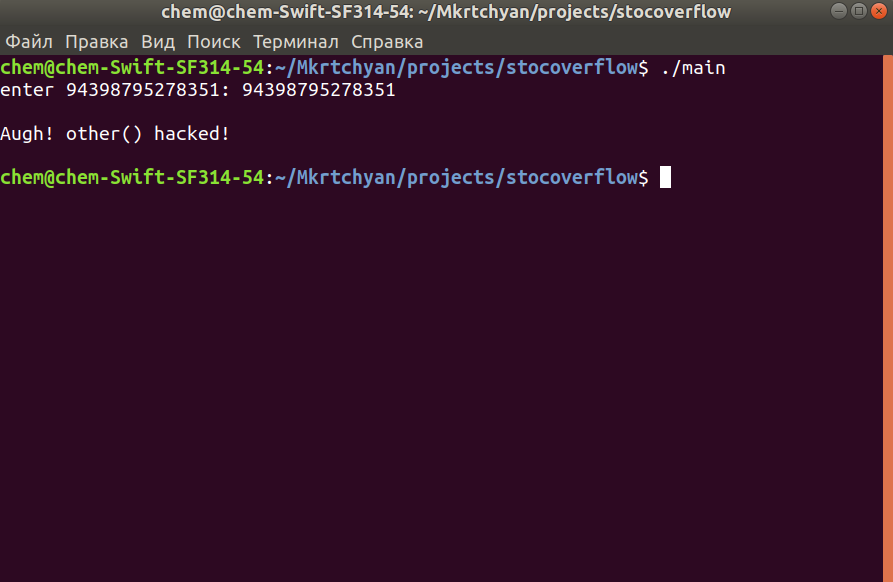 chem@chem-Swift-SF314-54: ~/Mkrtchyan/projects/stocoverflow
Файл Правка Вид Поиск Терминал Справка
chem@chem-Swift-SF314-54:~/Mkrtchyan/projects/stocoverflow$ ./main
enter 94398795278351: 94398795278351
Augh! other() hacked!
chem@chem-Swift-SF314-54:~/Mkrtchyan/projects/stocoverflow$